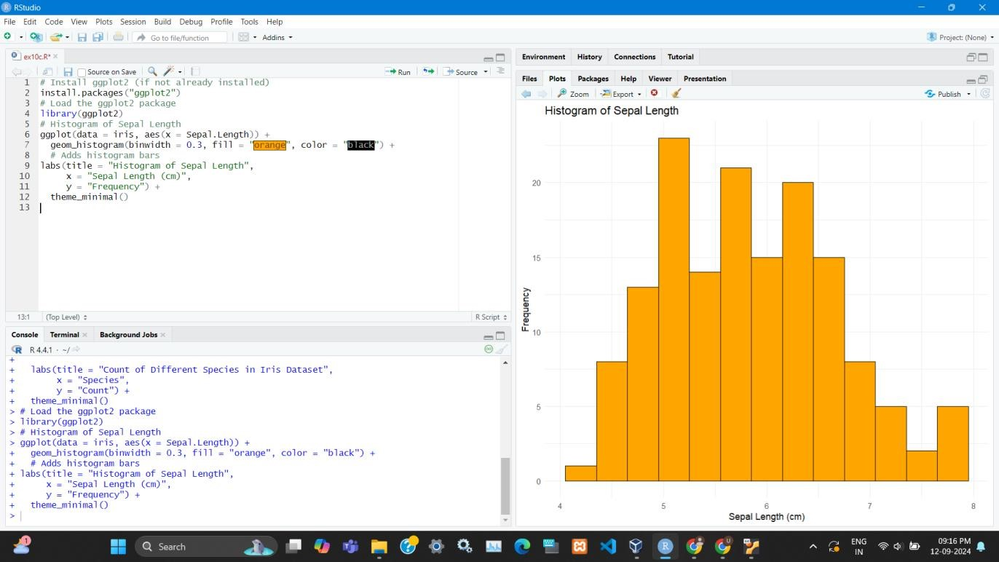 RStudio
File Edit Code View Plots Session Build Debug Profile Tools Help
Go to file/function Addins Project: (None)
ex10c.R*
Source on Save Run Source
1 # Install ggplot2 (if not already installed)
2 install.packages("ggplot2")
3 # Load the ggplot2 package
4 library(ggplot2)
5 # Histogram of Sepal Length
6 ggplot(data = iris, aes(x = Sepal.Length)) +
7 geom_histogram(binwidth = 0.3, fill = "orange", color = "black") +
8 # Adds histogram bars
9 labs(title = "Histogram of Sepal Length",
10 x = "Sepal Length (cm)",
11 y = "Frequency") +
12 theme_minimal()
13
13:1 (Top Level) R Script
Console Terminal Background Jobs
R 4.4.1 · ~/
+
+ labs(title = "Count of Different Species in Iris Dataset",
+ x = "Species",
+ y = "Count") +
+ theme_minimal()
> # Load the ggplot2 package
> library(ggplot2)
> # Histogram of Sepal Length
> ggplot(data = iris, aes(x = Sepal.Length)) +
+ geom_histogram(binwidth = 0.3, fill = "orange", color = "black") +
+ # Adds histogram bars
+ labs(title = "Histogram of Sepal Length",
+ x = "Sepal Length (cm)",
+ y = "Frequency") +
+ theme_minimal()
>
Environment History Connections Tutorial
Files Plots Packages Help Viewer Presentation
Zoom Export Publish
Histogram of Sepal Length
Frequency
20
15
10
5
0
4 5 6 7 8
Sepal Length (cm)
1 Search ENG 09:16 PM
IN 12-09-2024